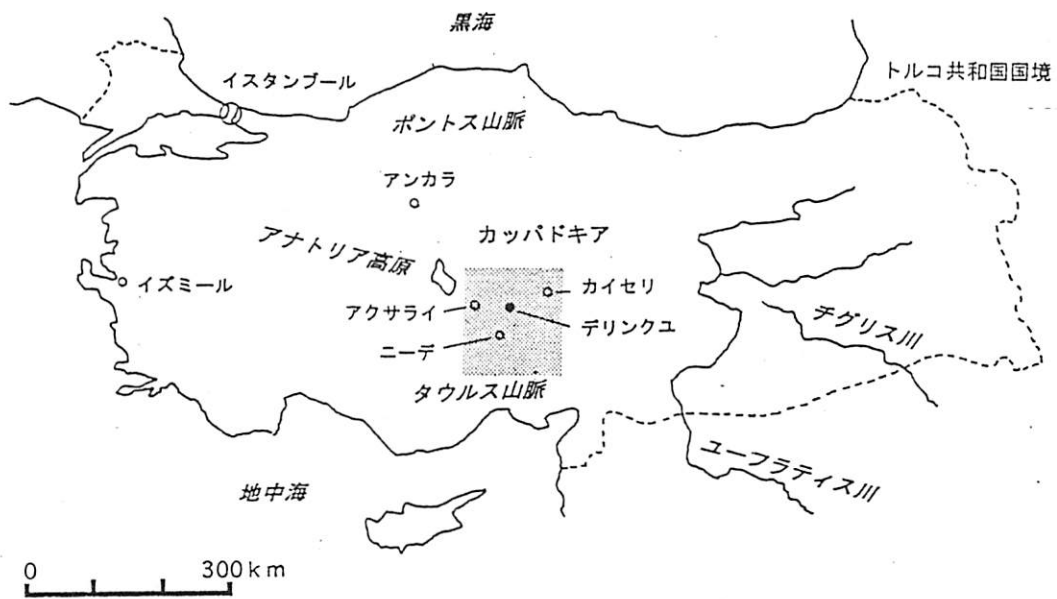 黒海
イスタンブール
トルコ共和国国境
ポントス山脈
アンカラ
カッパドキア
アナトリア高原
イズミール
カイセリ
アクサライ
デリンクユ
チグリス川
ニーデ
タウルス山脈
ユーフラティス川
地中海
0 300km